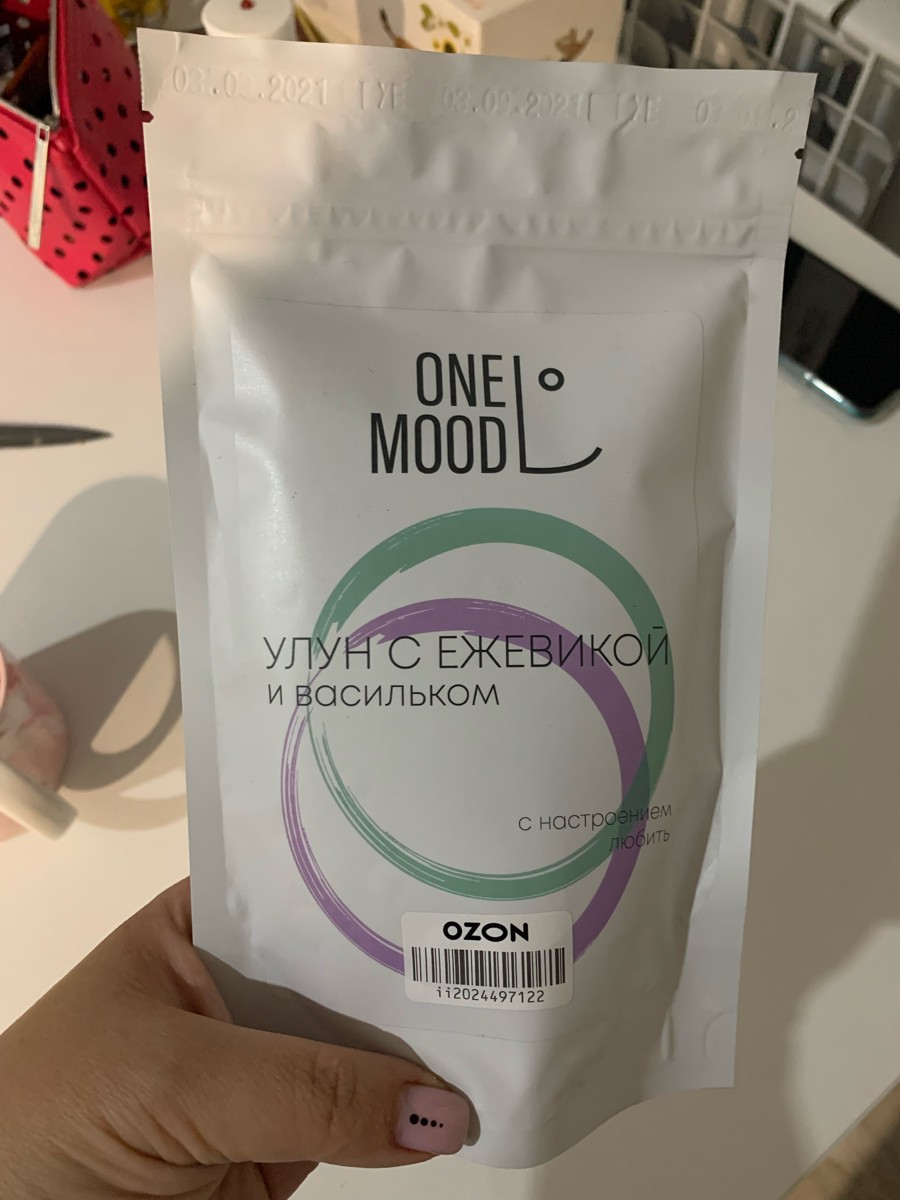 ONE
MOOD
УЛУН С ЕЖЕВИКОЙ
и васильком
с настроением
любить
OZON
ii2024497122